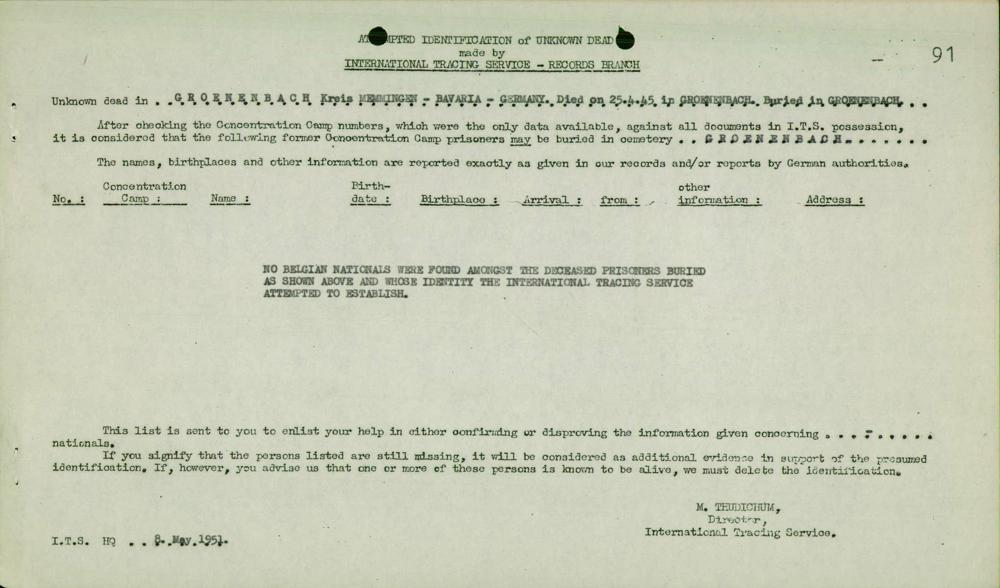 ATTEMPTED IDENTIFICATION of UNKNOWN DEAD
made by
INTERNATIONAL TRACING SERVICE - RECORDS BRANCH
91
Unknown dead in . . G R O E N E N B A C H Kreis MEMMINGEN - BAVARIA - GERMANY. Died on 25.4.45 in GROENENBACH. Buried in GROENENBACH. . .
After checking the Concentration Camp numbers, which were the only data available, against all documents in I.T.S. possession,
it is considered that the following former Concentration Camp prisoners may be buried in cemetery . . G R O E N E N B A C H. . . . . . . .
The names, birthplaces and other information are reported exactly as given in our records and/or reports by German authorities.
No. : Concentration Camp : Name : Birth-date : Birthplace : Arrival : from : other information : Address :
NO BELGIAN NATIONALS WERE FOUND AMONGST THE DECEASED PRISONERS BURIED
AS SHOWN ABOVE AND WHOSE IDENTITY THE INTERNATIONAL TRACING SERVICE
ATTEMPTED TO ESTABLISH.
This list is sent to you to enlist your help in either confirming or disproving the information given concerning . . . - . . . . .
nationals.
If you signify that the persons listed are still missing, it will be considered as additional evidence in support of the presumed
identification. If, however, you advise us that one or more of these persons is known to be alive, we must delete the identification.
M. THUDICHUM,
Director,
International Tracing Service.
I.T.S. HQ . . 8. May 1951.